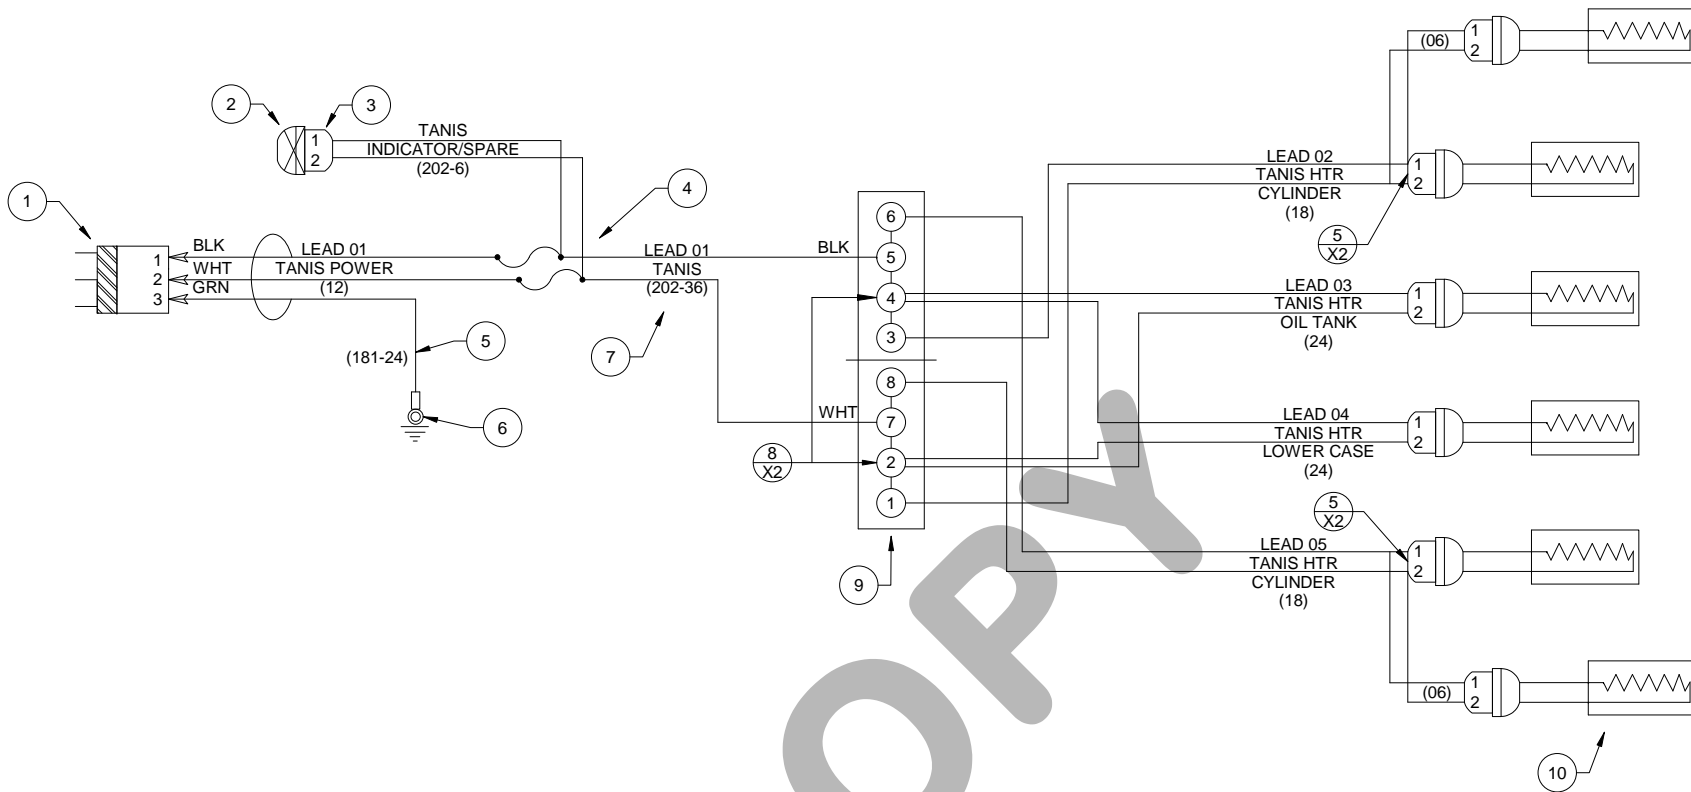 1
2
3
1
2
TANIS
INDICATOR/SPARE
(202-6)
4
BLK
WHT
GRN
1
2
3
LEAD 01
TANIS POWER
(12)
LEAD 01
TANIS
(202-36)
7
(181-24)
5
6
BLK
WHT
8
X2
6
5
4
3
8
7
2
1
9
(06)
1
2
LEAD 02
TANIS HTR
CYLINDER
(18)
1
2
5
X2
LEAD 03
TANIS HTR
OIL TANK
(24)
1
2
LEAD 04
TANIS HTR
LOWER CASE
(24)
1
2
5
X2
LEAD 05
TANIS HTR
CYLINDER
(18)
1
2
(06)
1
2
10
OPY